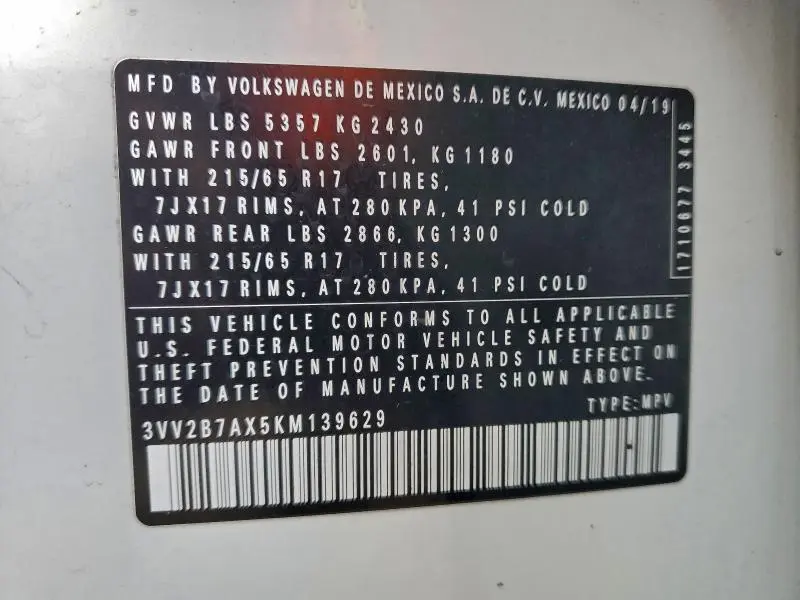 MFD BY VOLKSWAGEN DE MEXICO S.A. DE C.V. MEXICO 04/19
GVWR LBS 5357 KG 2430
GAWR FRONT LBS 2601, KG 1180
WITH 215/65 R17 TIRES,
7JX17 RIMS, AT 280 KPA, 41 PSI COLD
GAWR REAR LBS 2866, KG 1300
WITH 215/65 R17 TIRES,
7JX17 RIMS, AT 280 KPA, 41 PSI COLD
1710677 3445
THIS VEHICLE CONFORMS TO ALL APPLICABLE
U.S. FEDERAL MOTOR VEHICLE SAFETY AND
THEFT PREVENTION STANDARDS IN EFFECT ON
THE DATE OF MANUFACTURE SHOWN ABOVE.
TYPE:MPV
3VV2B7AX5KM139629